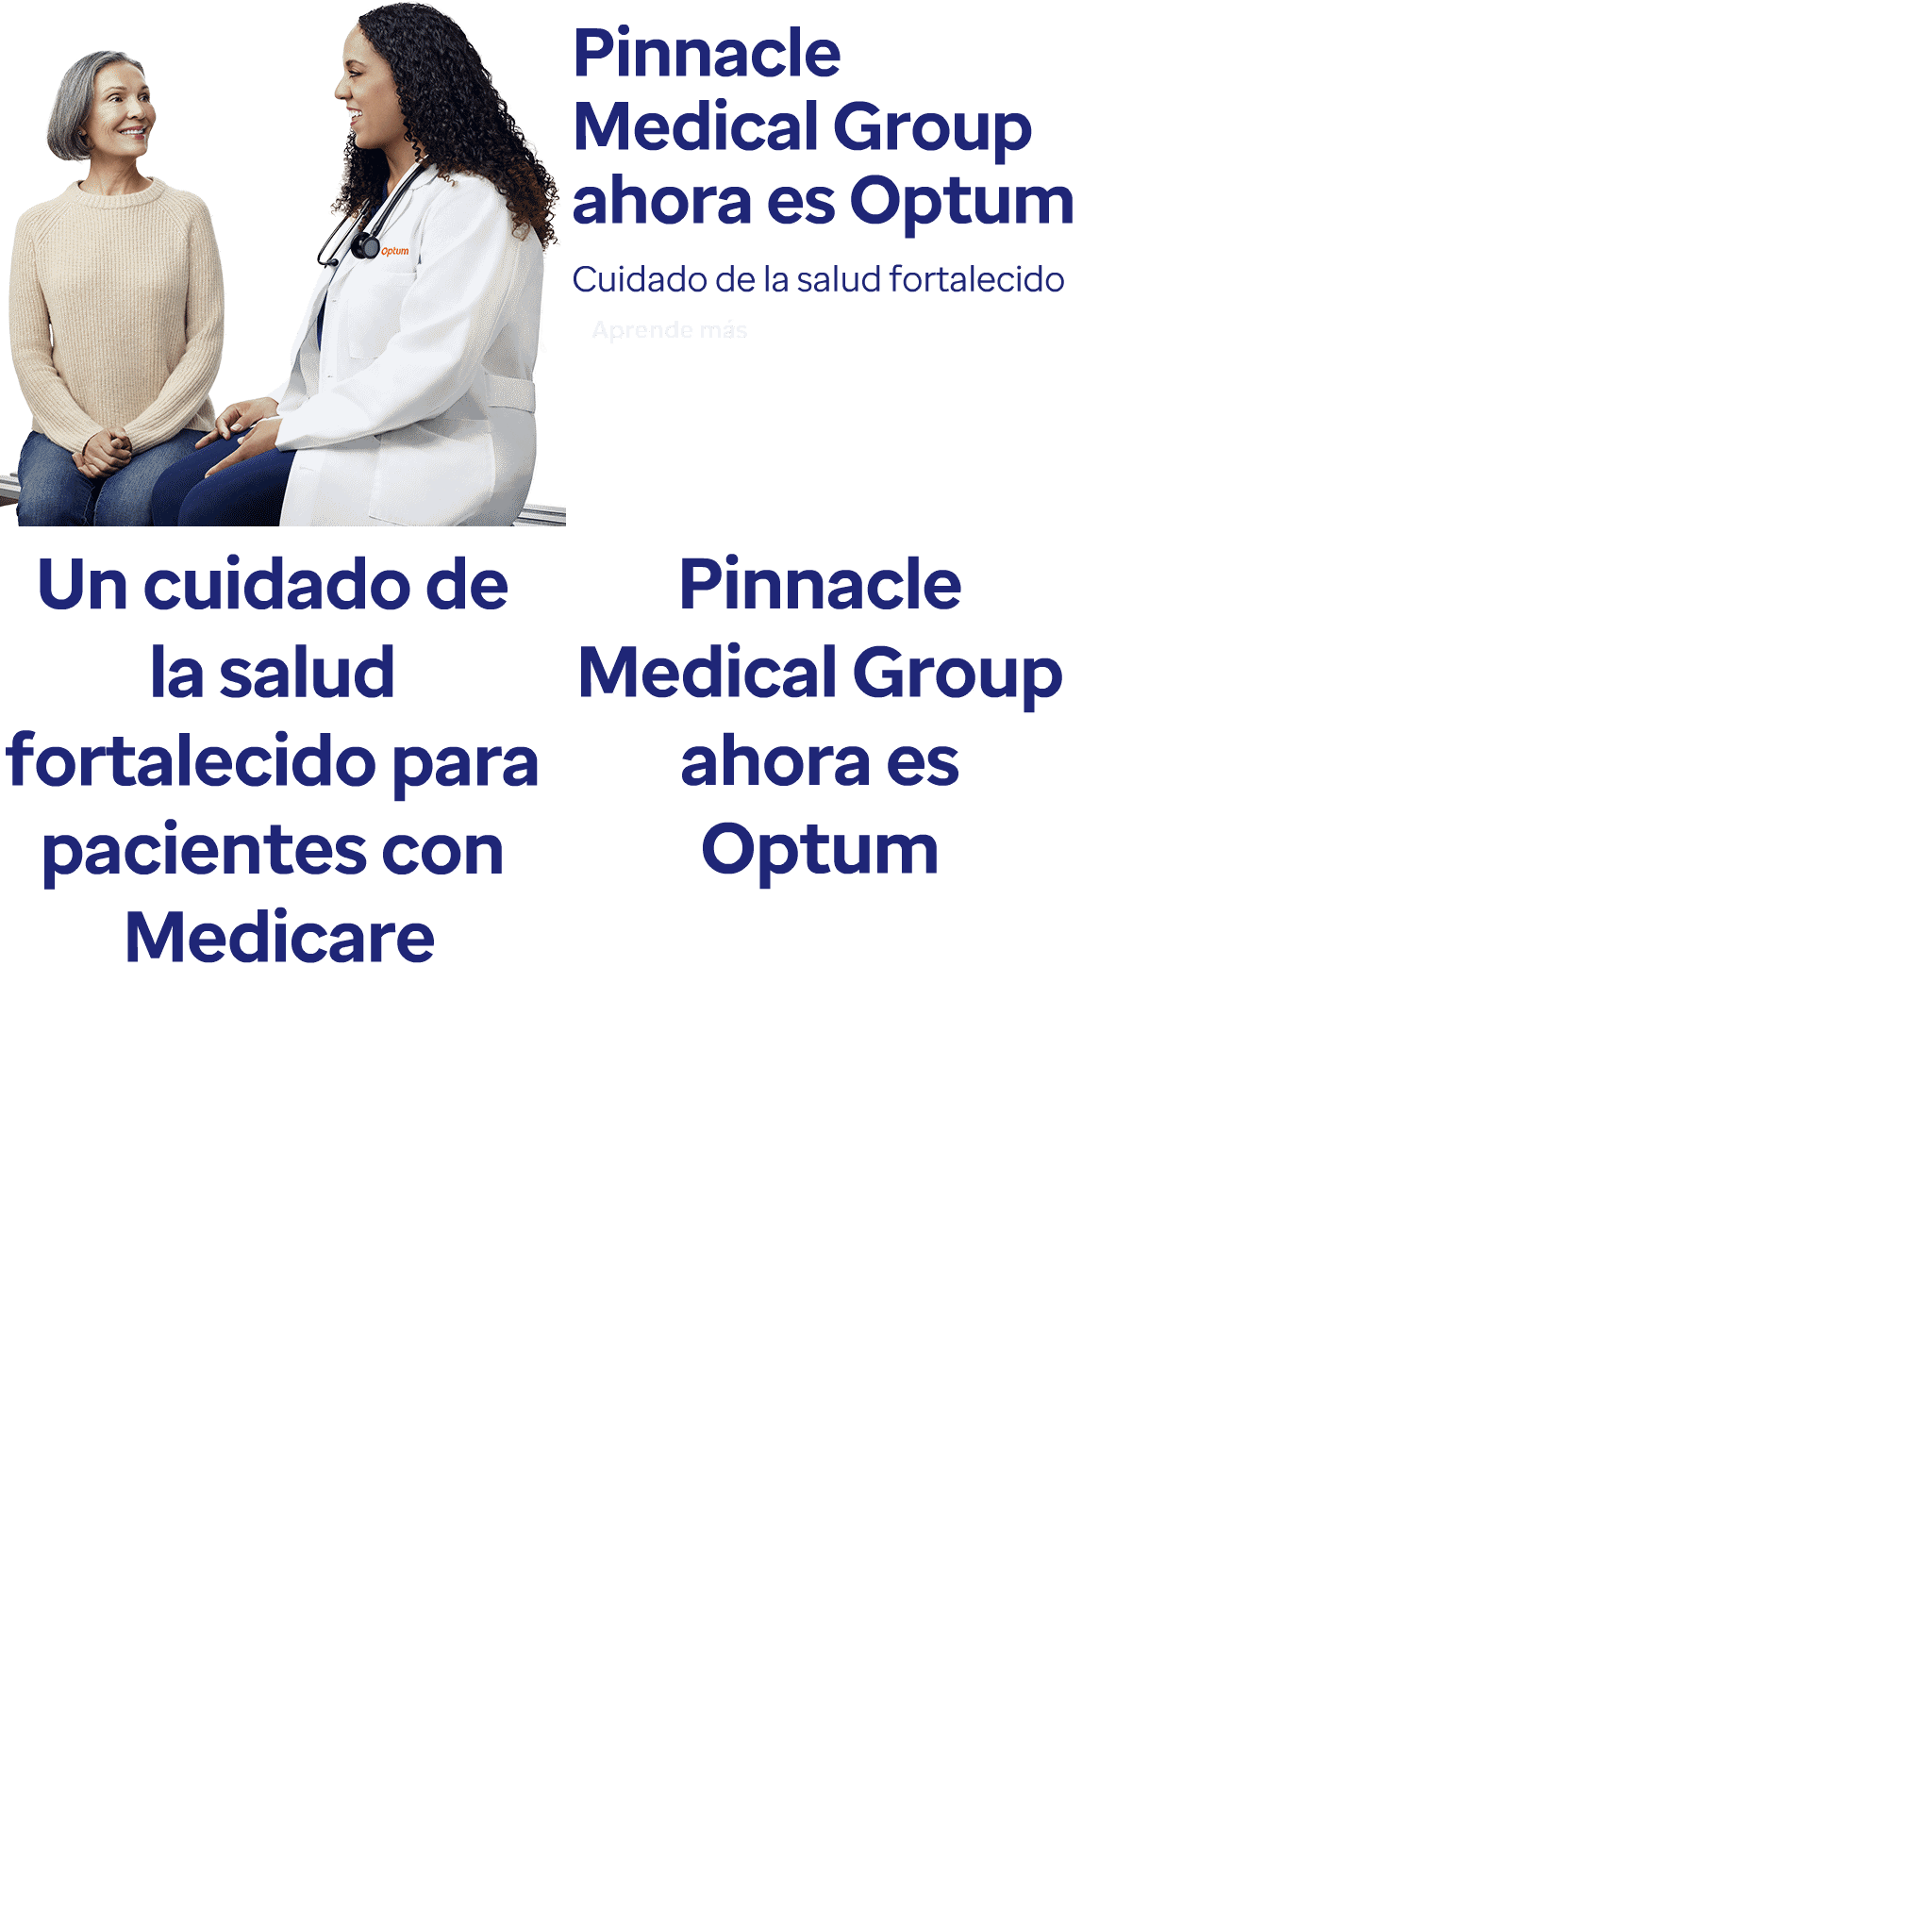 Pinnacle
Medical Group
ahora es Optum
Cuidado de la salud fortalecido
Aprende más
Optum
Un cuidado de
la salud
fortalecido para
pacientes con
Medicare
Pinnacle
Medical Group
ahora es
Optum